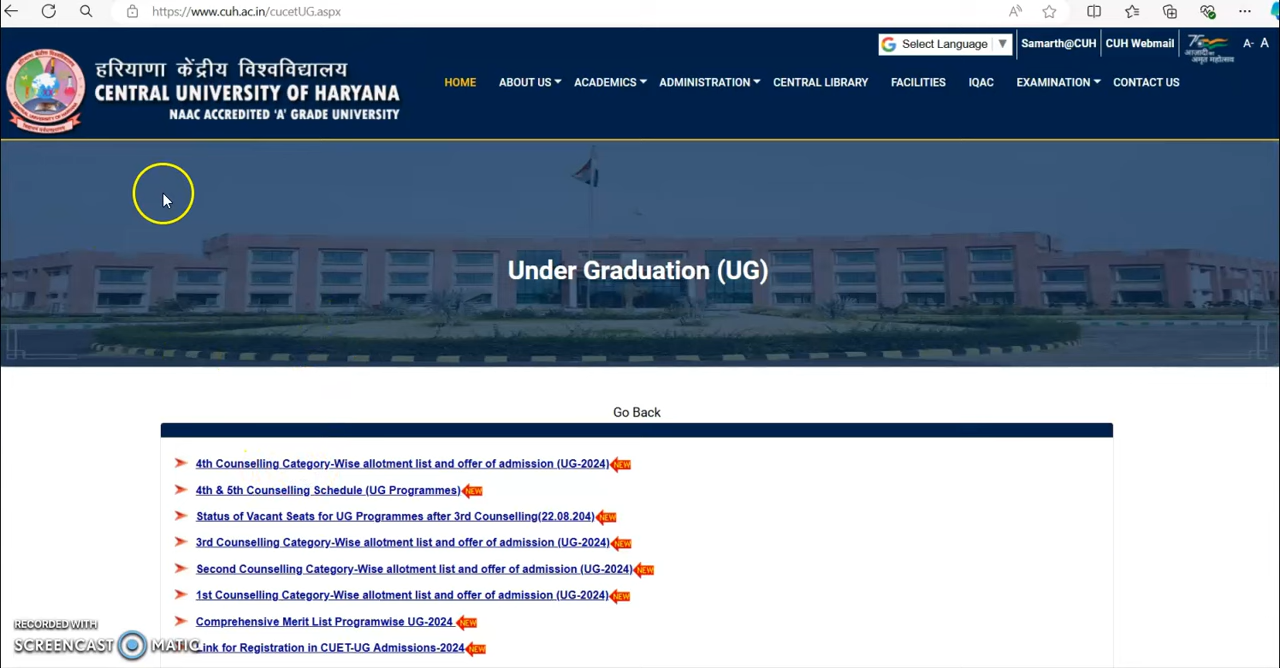 https://www.cuh.ac.in/cucetUG.aspx
Select Language ▼ Samarth@CUH CUH Webmail A- A
हरियाणा केंद्रीय विश्वविद्यालय
CENTRAL UNIVERSITY OF HARYANA
NAAC ACCREDITED 'A' GRADE UNIVERSITY
HOME ABOUT US ACADEMICS ADMINISTRATION CENTRAL LIBRARY FACILITIES IQAC EXAMINATION CONTACT US
Under Graduation (UG)
Go Back
4th Counselling Category-Wise allotment list and offer of admission (UG-2024) NEW
4th & 5th Counselling Schedule (UG Programmes) NEW
Status of Vacant Seats for UG Programmes after 3rd Counselling(22.08.204) NEW
3rd Counselling Category-Wise allotment list and offer of admission (UG-2024) NEW
Second Counselling Category-Wise allotment list and offer of admission (UG-2024) NEW
1st Counselling Category-Wise allotment list and offer of admission (UG-2024) NEW
Comprehensive Merit List Programwise UG-2024 NEW
Link for Registration in CUET-UG Admissions-2024 NEW
RECORDED WITH
SCREENCAST MATIC